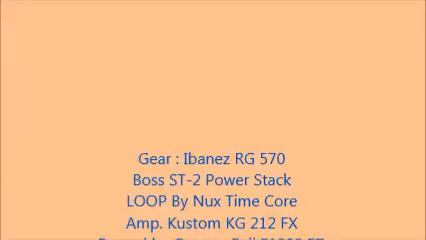 Gear : Ibanez RG 570
Boss ST-2 Power Stack
LOOP By Nux Time Core
Amp. Kustom KG 212 FX